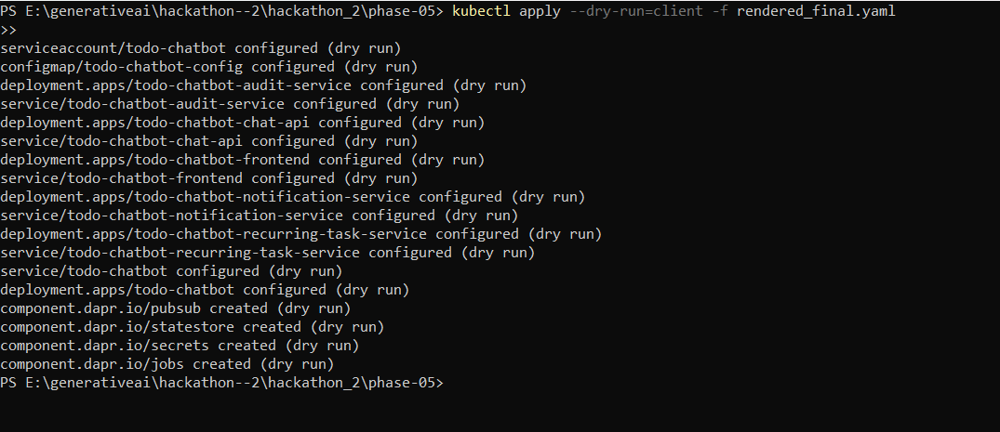 PS E:\generativeai\hackathon--2\hackathon_2\phase-05> kubectl apply --dry-run=client -f rendered_final.yaml
>>
serviceaccount/todo-chatbot configured (dry run)
configmap/todo-chatbot-config configured (dry run)
deployment.apps/todo-chatbot-audit-service configured (dry run)
service/todo-chatbot-audit-service configured (dry run)
deployment.apps/todo-chatbot-chat-api configured (dry run)
service/todo-chatbot-chat-api configured (dry run)
deployment.apps/todo-chatbot-frontend configured (dry run)
service/todo-chatbot-frontend configured (dry run)
deployment.apps/todo-chatbot-notification-service configured (dry run)
service/todo-chatbot-notification-service configured (dry run)
deployment.apps/todo-chatbot-recurring-task-service configured (dry run)
service/todo-chatbot-recurring-task-service configured (dry run)
service/todo-chatbot configured (dry run)
deployment.apps/todo-chatbot configured (dry run)
component.dapr.io/pubsub created (dry run)
component.dapr.io/statestore created (dry run)
component.dapr.io/secrets created (dry run)
component.dapr.io/jobs created (dry run)
PS E:\generativeai\hackathon--2\hackathon_2\phase-05>